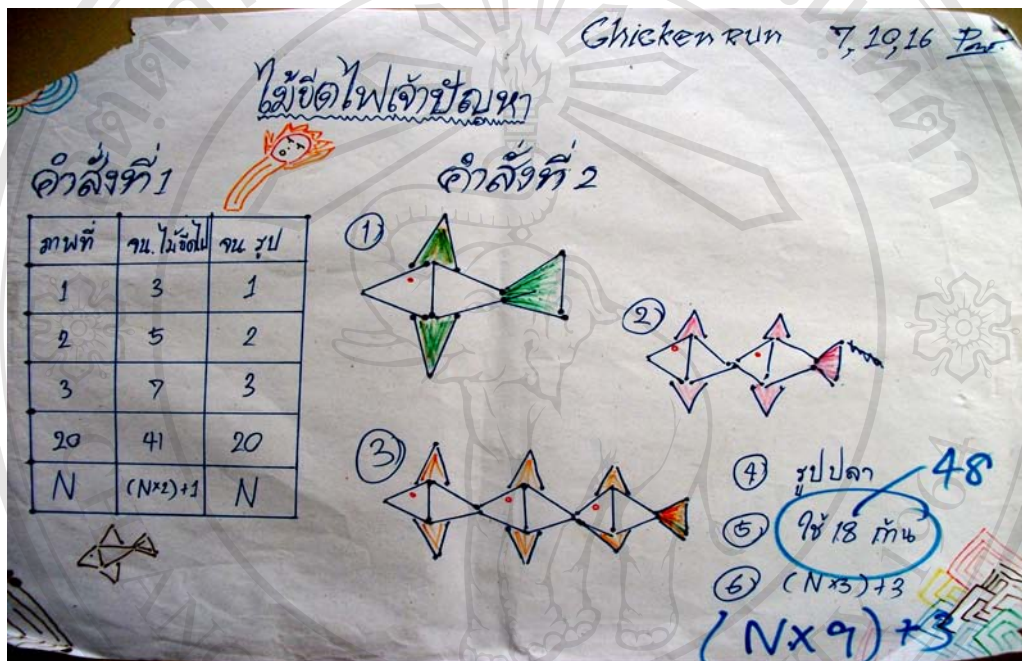 Chicken Run 7,10,16
ไม้ขีดไฟเจ้าปัญหา
คำสั่งที่ 1
ภาพที่ จน.ไม้ขีดไฟ จน. รูป
1 3 1
2 5 2
3 7 3
20 41 20
N (N×2)+1 N
คำสั่งที่ 2
1
2
3
4 รูปปลา 48
5 ใช้ 18 ก้าน
6 (N×3)+3
(N×9)+3